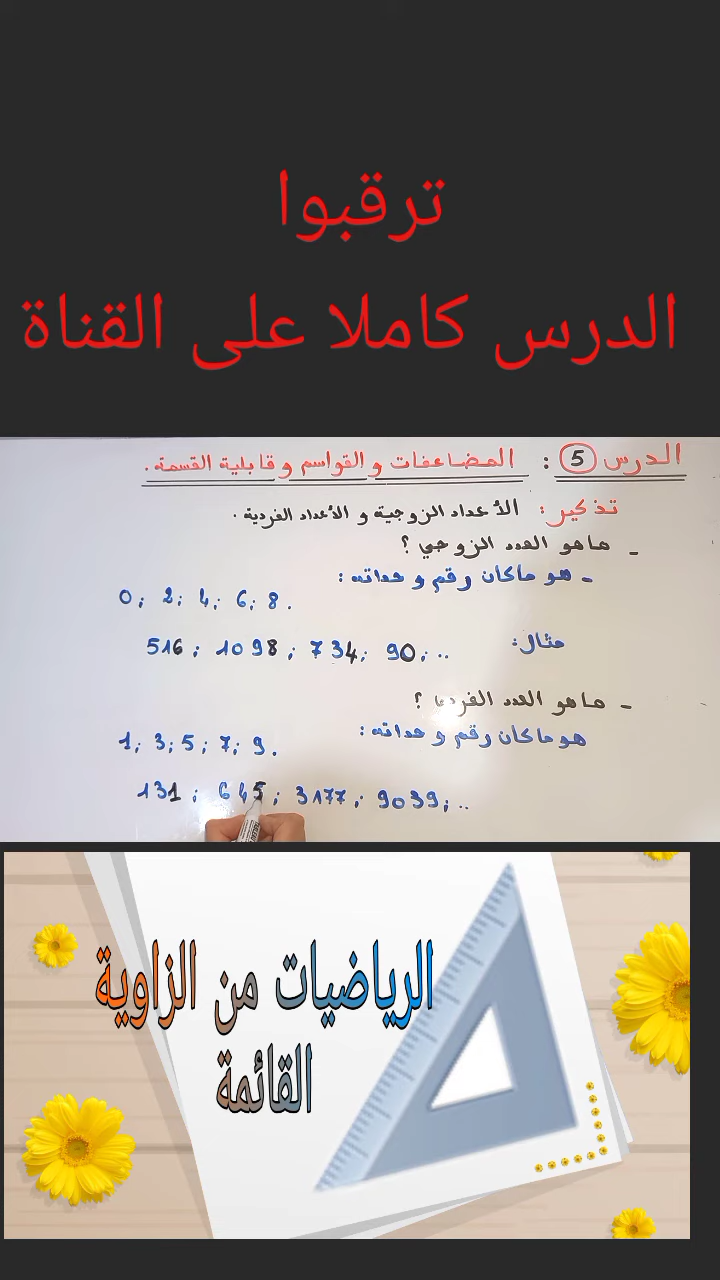 ترقبوا
الدرس كاملا على القناة
الدرس 5 : المضاعفات و القواسم و قابلية القسمة .
تذكير : الأعداد الزوجية و الأعداد الفردية .
- ماهو العدد الزوجي ؟
- هو ماكان رقم وحداته :
0 ; 2 ; 4 ; 6 ; 8 .
مثال :
516 ; 1098 ; 734 ; 90 ; ..
- ماهو العدد الفردي ؟
هو ماكان رقم وحداته :
1 ; 3 ; 5 ; 7 ; 9 .
131 ; 645 ; 3177 ; 9039 ; ..
الرياضيات من الزاوية
القائمة